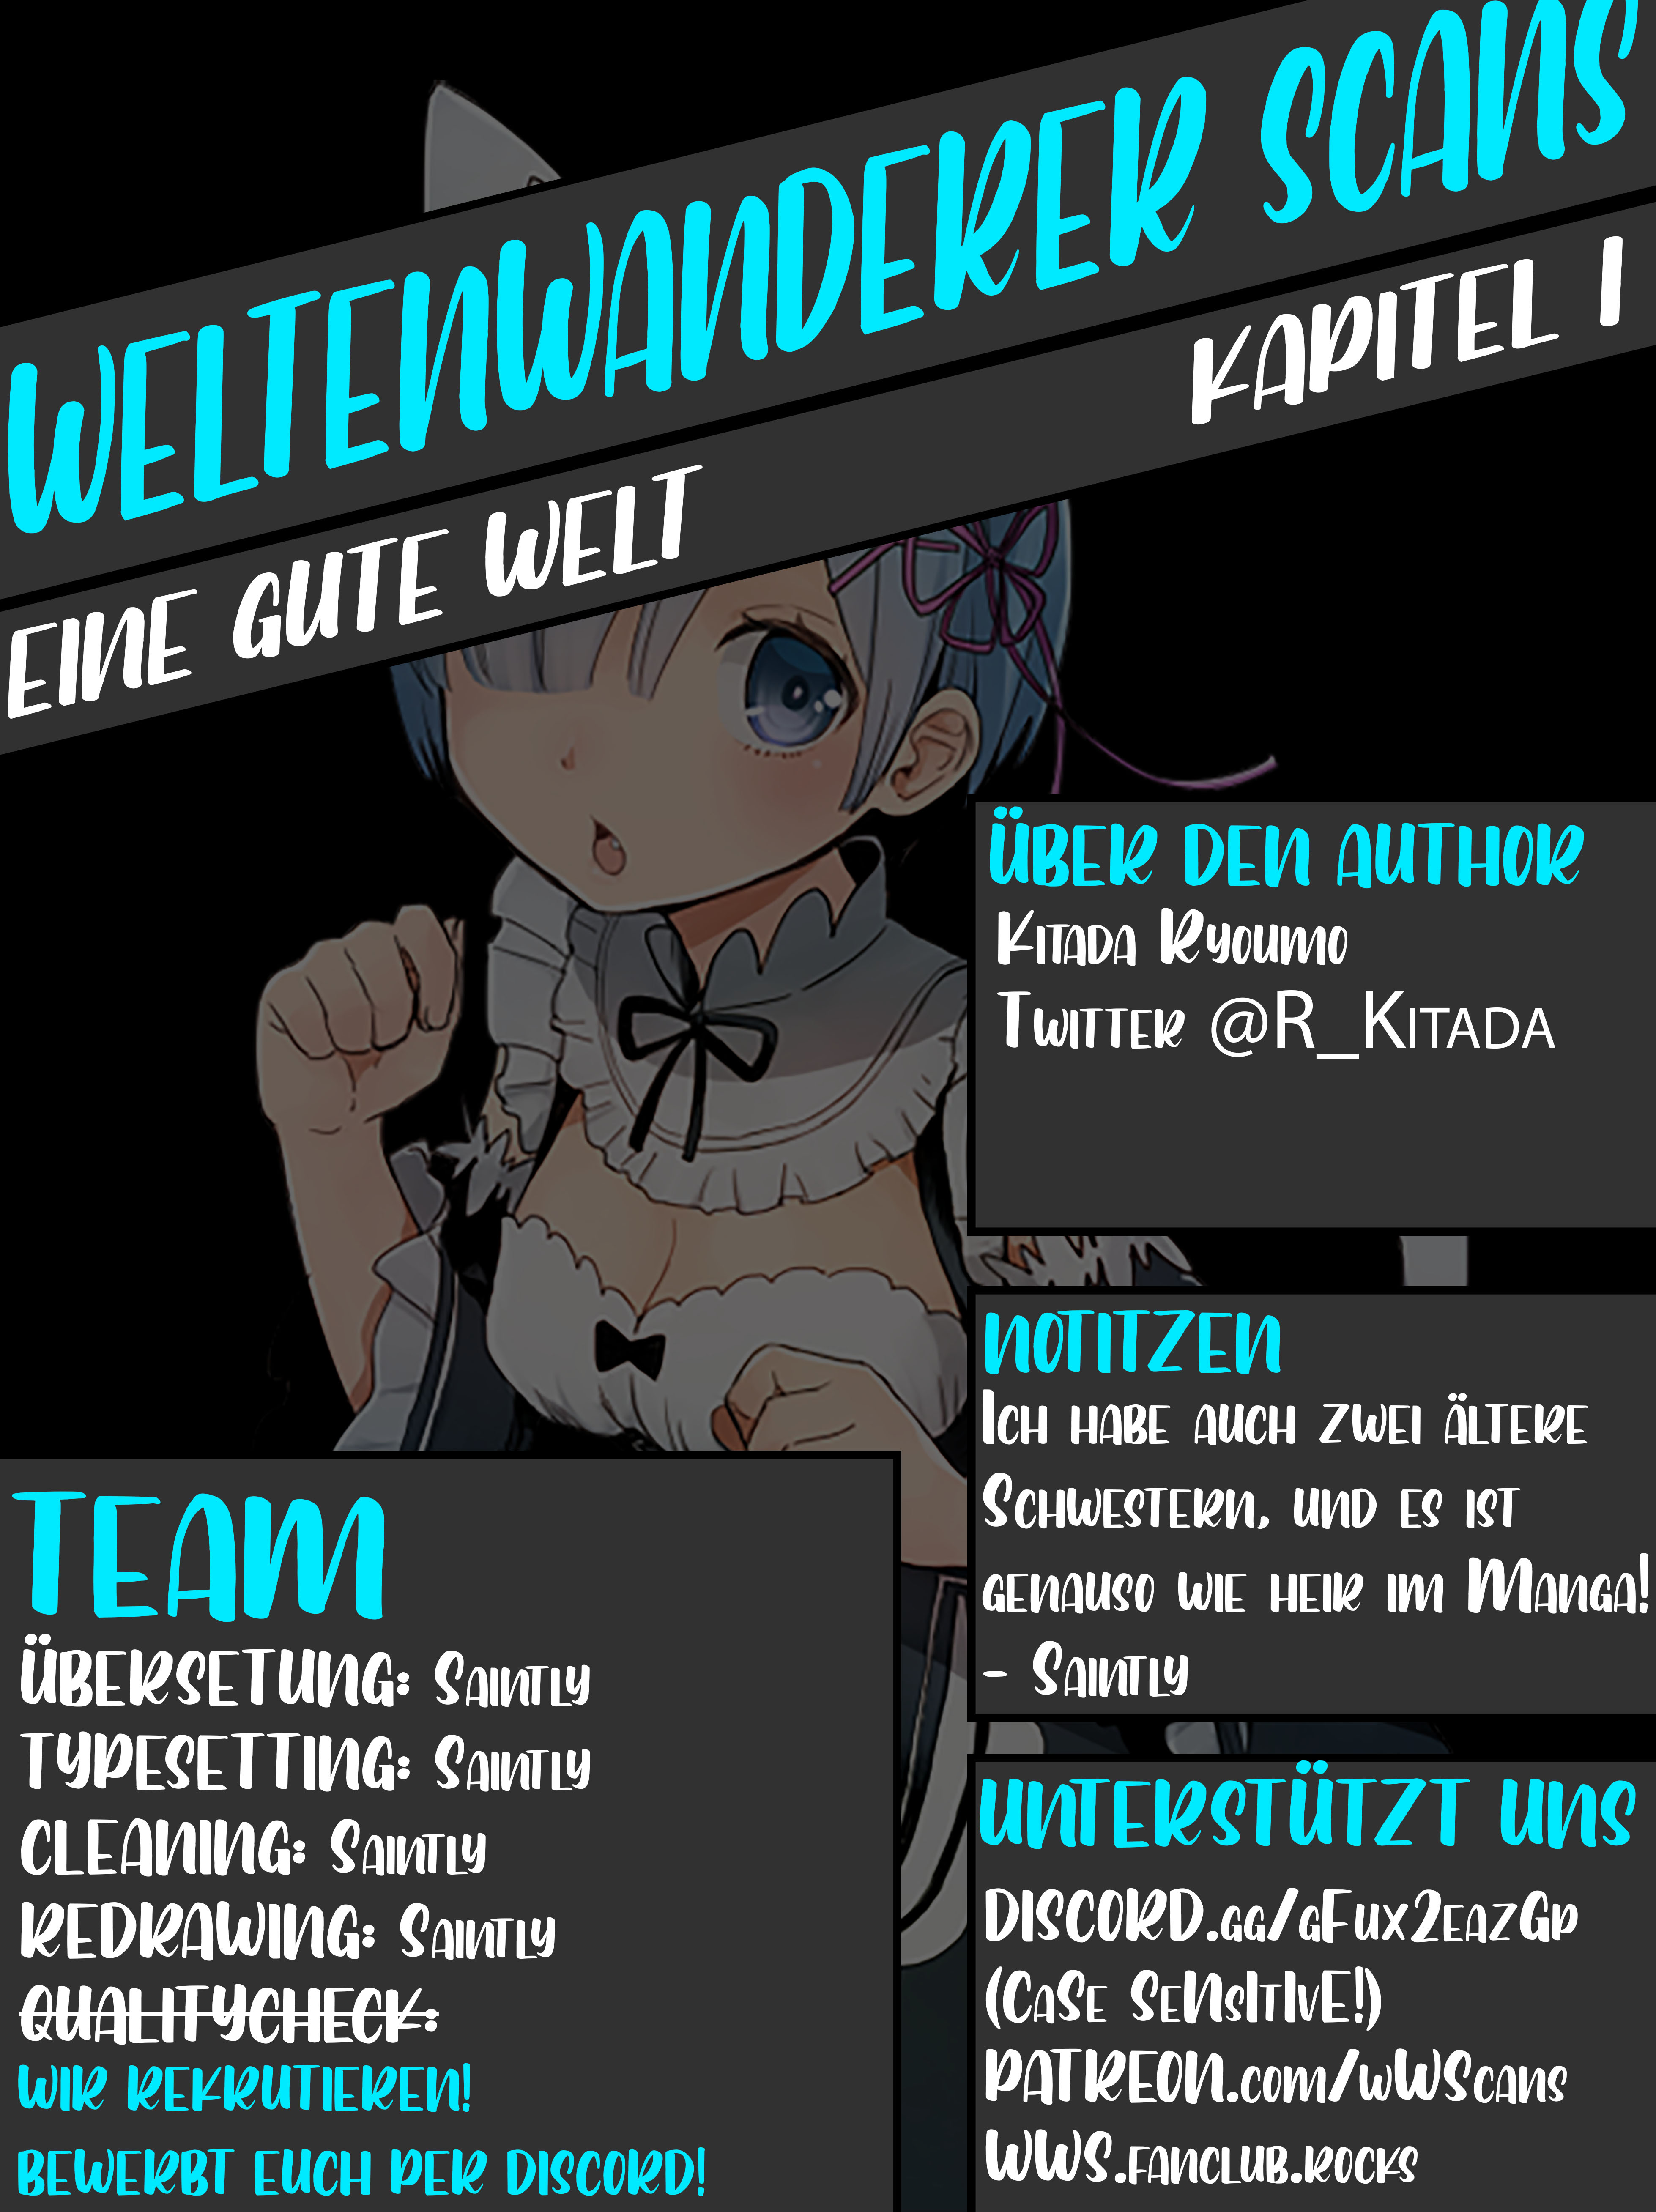 WELTENWANDERER SCANS
EINE GUTE WELT
KAPITEL 1
ÜBER DEN AUTHOR
Kitada Ryoumo
Twitter @R_Kitada
NOTITZEN
Ich habe auch zwei ältere
Schwestern, und es ist
genauso wie heir im Manga!
- Saintly
TEAM
ÜBERSETUNG: Saintly
TYPESETTING: Saintly
CLEANING: Saintly
REDRAWING: Saintly
QUALITYCHECK:
WIR REKRUTIEREN!
BEWERBT EUCH PER DISCORD!
UNTERSTÜTZT UNS
DISCORD.gg/gFux2eazGp
(CaSe SeNsItIvE!)
PATREON.com/wWScans
WWS.fanclub.rocks